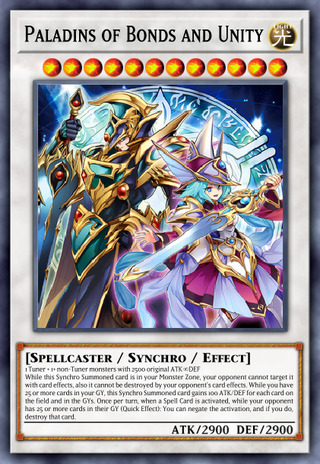 PALADINS OF BONDS AND UNITY
LIGHT
光
[SPELLCASTER / SYNCHRO / EFFECT]
1 Tuner + 1+ non-Tuner monsters with 2500 original ATK
While this Synchro Summoned card is in your Monster Zone, your opponent cannot target it
with card effects, also it cannot be destroyed by your opponent's card effects. While you have
25 or more cards in your GY, this Synchro Summoned card gains 100 ATK/DEF for each card on
the field and in the GYs. Once per turn, when a Spell Card is activated, while your opponent
has 25 or more cards in their GY (Quick Effect): You can negate the activation, and if you do,
destroy that card.
ATK/2900 DEF/2900